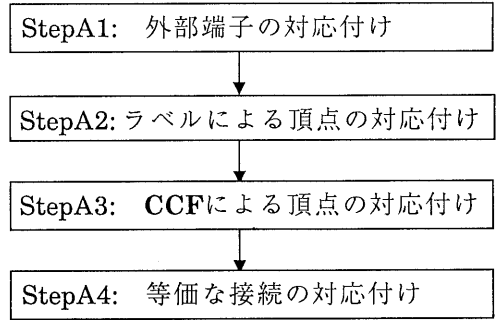 StepA1: 外部端子の対応付け
StepA2: ラベルによる頂点の対応付け
StepA3: CCFによる頂点の対応付け
StepA4: 等価な接続の対応付け